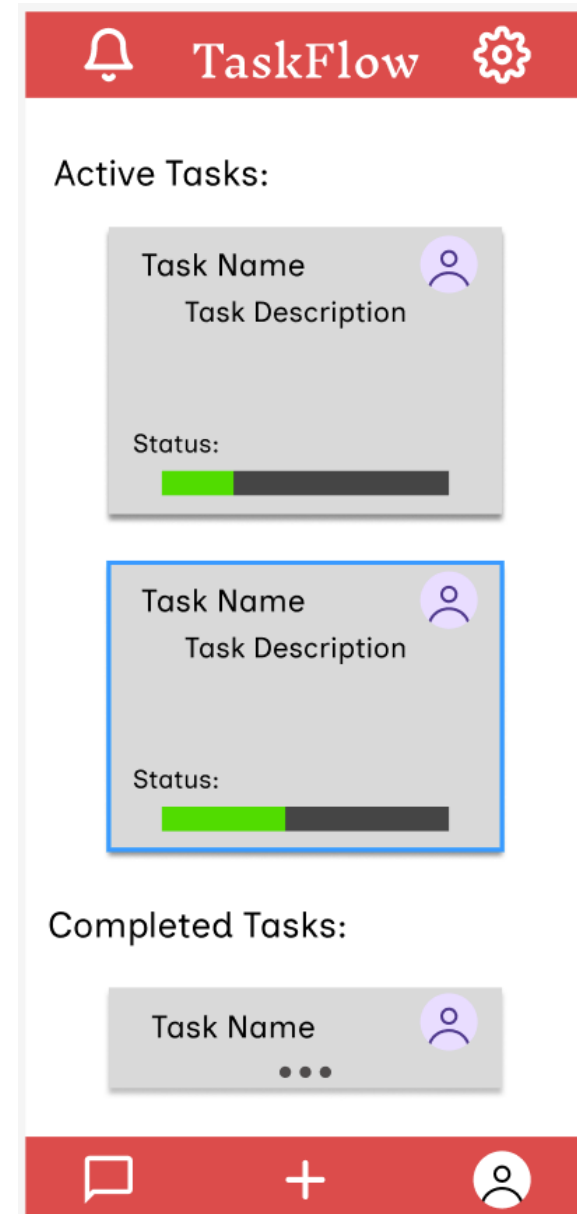 TaskFlow
Active Tasks:
Task Name
Task Description
Status:
Task Name
Task Description
Status:
Completed Tasks:
Task Name